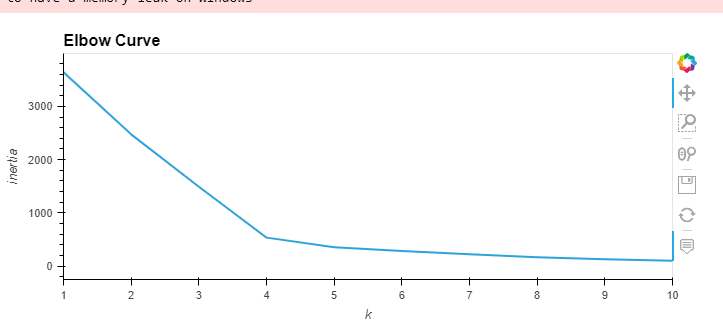 to have a memory leak on Windows
Elbow Curve
inertia
3000
2000
1000
0
1 2 3 4 5 6 7 8 9 10
k